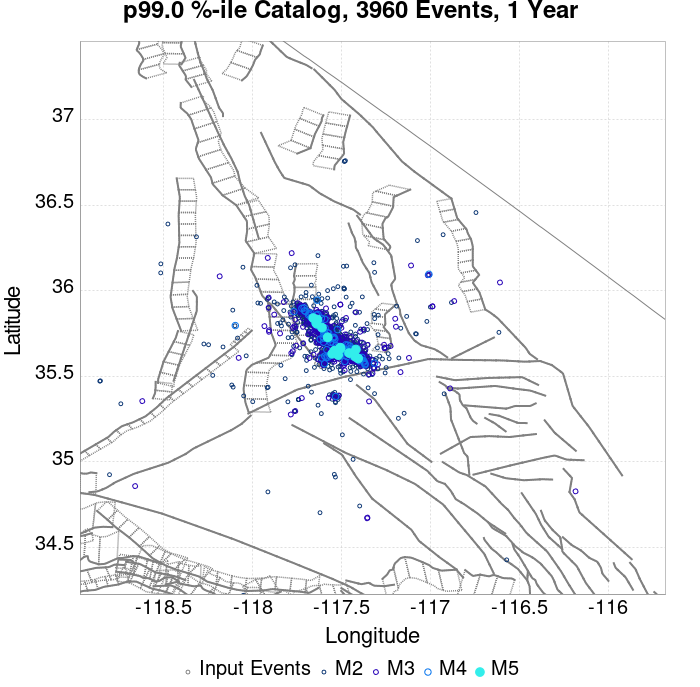 p99.0 %-ile Catalog, 3960 Events, 1 Year
37
36.5
36
35.5
35
34.5
Latitude
-118.5 -118 -117.5 -117 -116.5 -116
Longitude
Input Events M2 M3 M4 M5